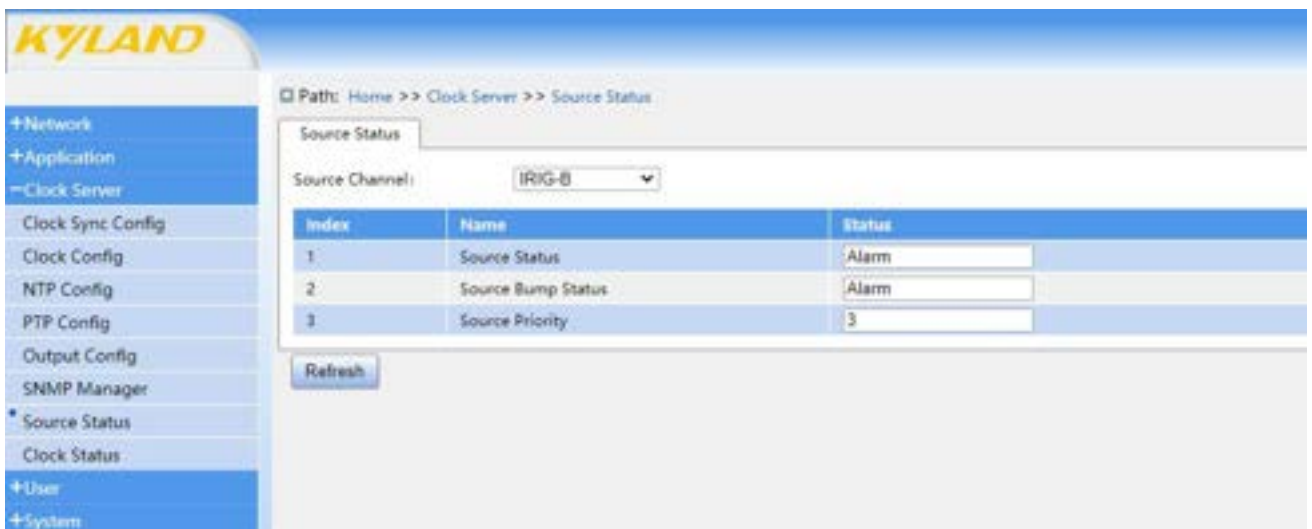 KYLAND
Path: Home >> Clock Server >> Source Status
+Network
+Application
-Clock Server
Clock Sync Config
Clock Config
NTP Config
PTP Config
Output Config
SNMP Manager
Source Status
Clock Status
+User
+System
Source Status
Source Channel: IRIG-B
Index Name Status
1 Source Status Alarm
2 Source Bump Status Alarm
3 Source Priority 3
Refresh